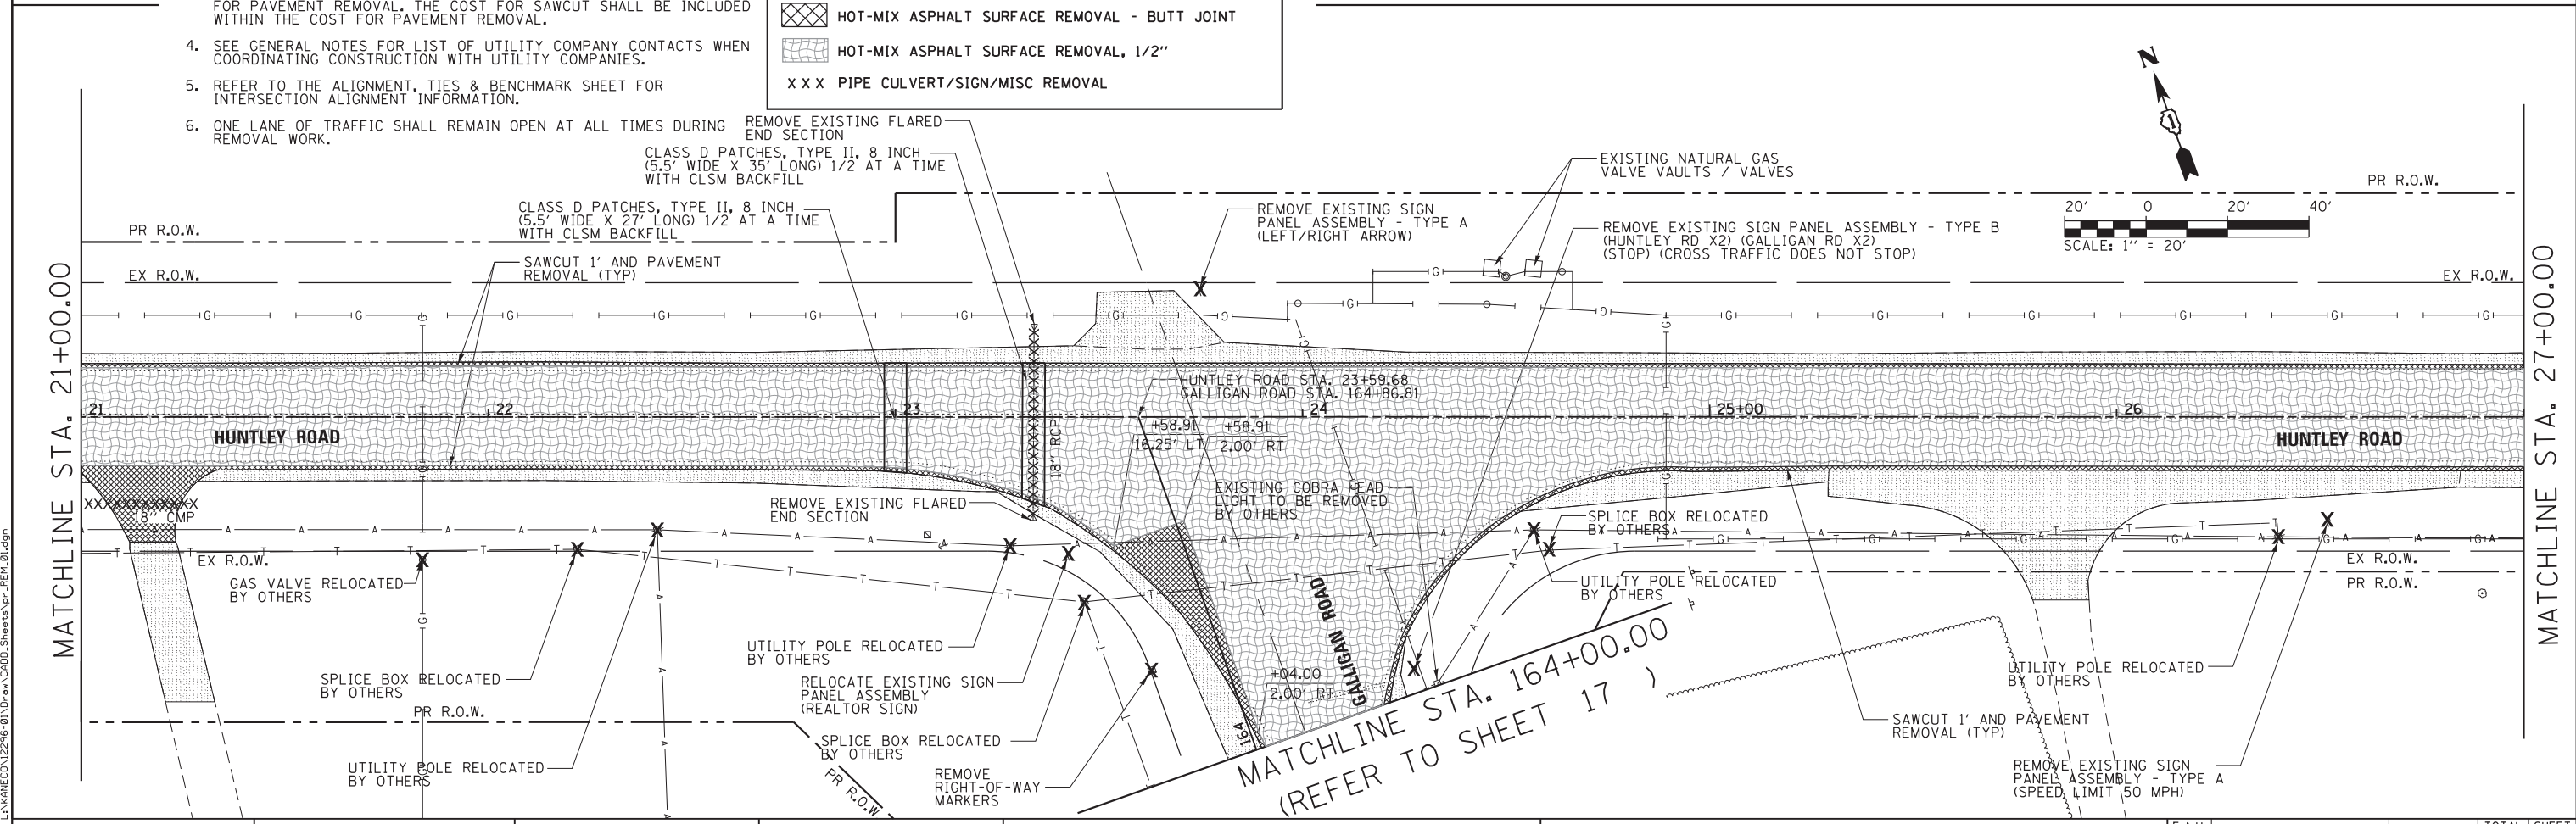 FOR PAVEMENT REMOVAL. THE COST FOR SAWCUT SHALL BE INCLUDED
WITHIN THE COST FOR PAVEMENT REMOVAL.
4. SEE GENERAL NOTES FOR LIST OF UTILITY COMPANY CONTACTS WHEN
COORDINATING CONSTRUCTION WITH UTILITY COMPANIES.
5. REFER TO THE ALIGNMENT, TIES & BENCHMARK SHEET FOR
INTERSECTION ALIGNMENT INFORMATION.
6. ONE LANE OF TRAFFIC SHALL REMAIN OPEN AT ALL TIMES DURING
REMOVAL WORK.
HOT-MIX ASPHALT SURFACE REMOVAL - BUTT JOINT
HOT-MIX ASPHALT SURFACE REMOVAL, 1/2"
XXX PIPE CULVERT/SIGN/MISC REMOVAL
N
1
20' 0 20' 40'
SCALE: 1" = 20'
REMOVE EXISTING FLARED
END SECTION
CLASS D PATCHES, TYPE II, 8 INCH
(5.5' WIDE X 35' LONG) 1/2 AT A TIME
WITH CLSM BACKFILL
CLASS D PATCHES, TYPE II, 8 INCH
(5.5' WIDE X 27' LONG) 1/2 AT A TIME
WITH CLSM BACKFILL
SAWCUT 1' AND PAVEMENT
REMOVAL (TYP)
PR R.O.W.
EX R.O.W.
REMOVE EXISTING SIGN
PANEL ASSEMBLY - TYPE A
(LEFT/RIGHT ARROW)
EXISTING NATURAL GAS
VALVE VAULTS / VALVES
REMOVE EXISTING SIGN PANEL ASSEMBLY - TYPE B
(HUNTLEY RD X2) (GALLIGAN RD X2)
(STOP) (CROSS TRAFFIC DOES NOT STOP)
PR R.O.W.
EX R.O.W.
MATCHLINE STA. 21+00.00
MATCHLINE STA. 27+00.00
HUNTLEY ROAD STA. 23+59.68
GALLIGAN ROAD STA. 164+86.81
21
22
23
24
25+00
26
HUNTLEY ROAD
HUNTLEY ROAD
18" RCP
+58.91
16.25' LT
+58.91
2.00' RT
18" CMP
REMOVE EXISTING FLARED
END SECTION
EXISTING COBRA HEAD
LIGHT TO BE REMOVED
BY OTHERS
SPLICE BOX RELOCATED
BY OTHERS
EX R.O.W.
GAS VALVE RELOCATED
BY OTHERS
UTILITY POLE RELOCATED
BY OTHERS
EX R.O.W.
PR R.O.W.
UTILITY POLE RELOCATED
BY OTHERS
GALLIGAN ROAD
SPLICE BOX RELOCATED
BY OTHERS
RELOCATE EXISTING SIGN
PANEL ASSEMBLY
(REALTOR SIGN)
+04.00
2.00' RT
164
UTILITY POLE RELOCATED
BY OTHERS
PR R.O.W.
SPLICE BOX RELOCATED
BY OTHERS
MATCHLINE STA. 164+00.00
(REFER TO SHEET 17 )
SAWCUT 1' AND PAVEMENT
REMOVAL (TYP)
UTILITY POLE RELOCATED
BY OTHERS
PR R.O.W
REMOVE
RIGHT-OF-WAY
MARKERS
REMOVE EXISTING SIGN
PANEL ASSEMBLY - TYPE A
(SPEED LIMIT 50 MPH)
L:\KANECO\12296-01\Draw\CADD_Sheets\pr_REM_01.dgn